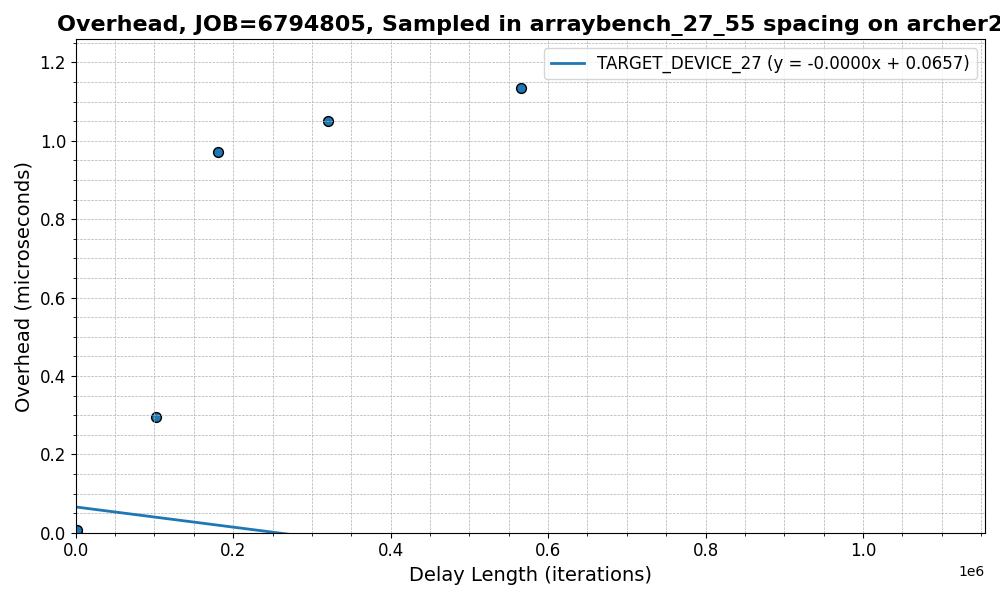 Overhead, JOB=6794805, Sampled in arraybench_27_55 spacing on archer2
TARGET_DEVICE_27 (y = -0.0000x + 0.0657)
Overhead (microseconds)
1.2
1.0
0.8
0.6
0.4
0.2
0.0
0.0 0.2 0.4 0.6 0.8 1.0
1e6
Delay Length (iterations)